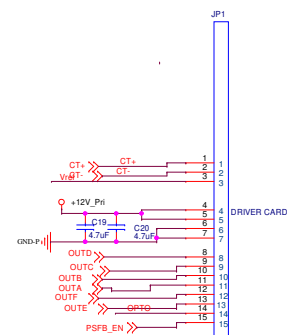 JP1
CT+ CT+ 1 1
CT- CT- 2 2
Vref 3 3
+12V_Pri 4 4
C19 5 5 DRIVER CARD
4.7uF C20 4.7uF 6 6
GND-P 7 7
OUTD 8 8
OUTC 9 9
OUTB 10 10
OUTA 11 11
OUTF 12 12
OUTE 13 13
OPTO 14 14
PSFB_EN 15 15